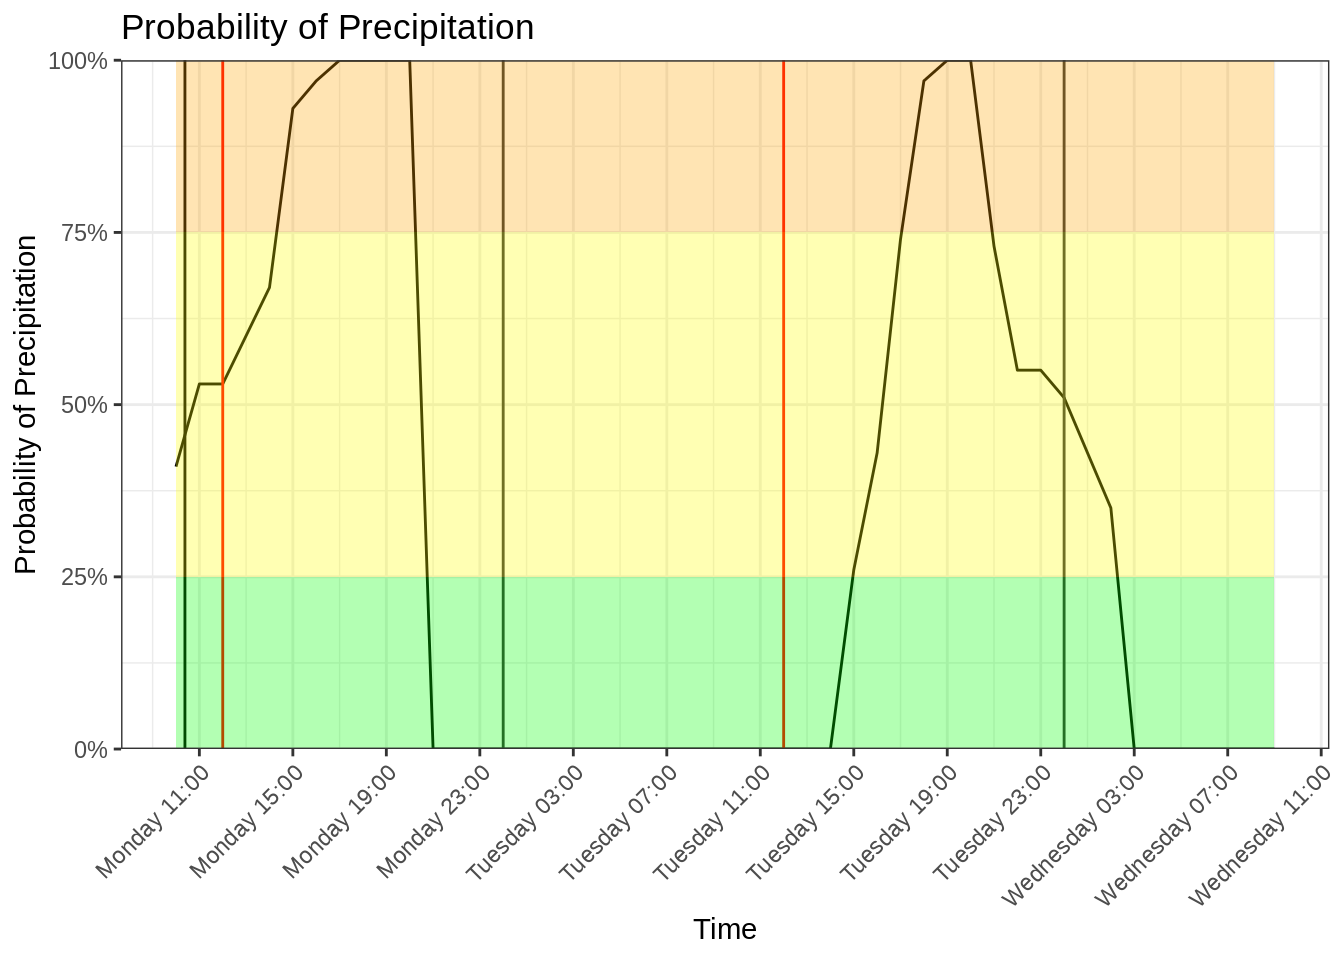 Probability of Precipitation
Probability of Precipitation
100%
75%
50%
25%
0%
Monday 11:00
Monday 15:00
Monday 19:00
Monday 23:00
Tuesday 03:00
Tuesday 07:00
Tuesday 11:00
Tuesday 15:00
Tuesday 19:00
Tuesday 23:00
Wednesday 03:00
Wednesday 07:00
Wednesday 11:00
Time